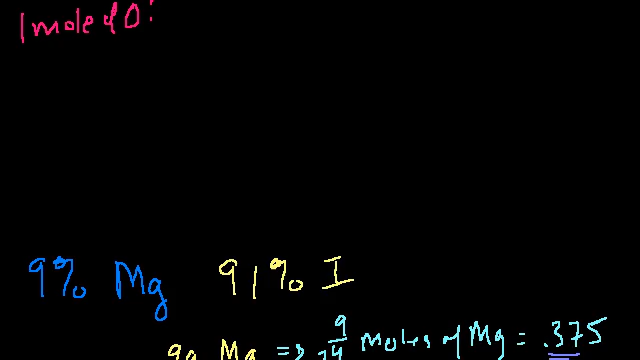 1 mole of O:
9% Mg 91% I
9g Mg => 9/24 moles of Mg = .375